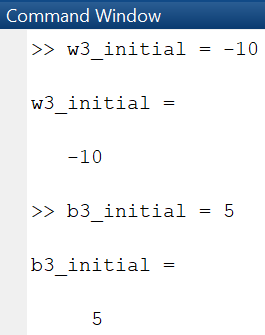 Command Window
>> w3_initial = -10
w3_initial =
-10
>> b3_initial = 5
b3_initial =
5